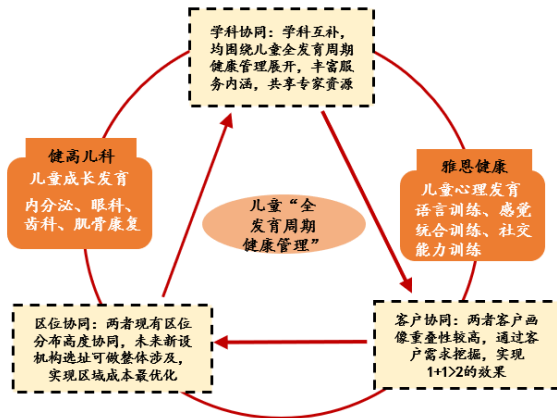 学科协同：学科互补，
均围绕儿童全发育周期
健康管理展开，丰富服
务内涵，共享专家资源
健高儿科
儿童成长发育
内分泌、眼科、
齿科、肌骨康复
儿童“全
发育周期
健康管理”
雅恩健康
儿童心理发育
语言训练、感觉
统合训练、社交
能力训练
区位协同：两者现有区位
分布高度协同，未来新设
机构选址可做整体涉及，
实现区域成本最优化
客户协同：两者客户画
像重叠性较高，通过客
户需求挖掘，实现
1+1>2的效果